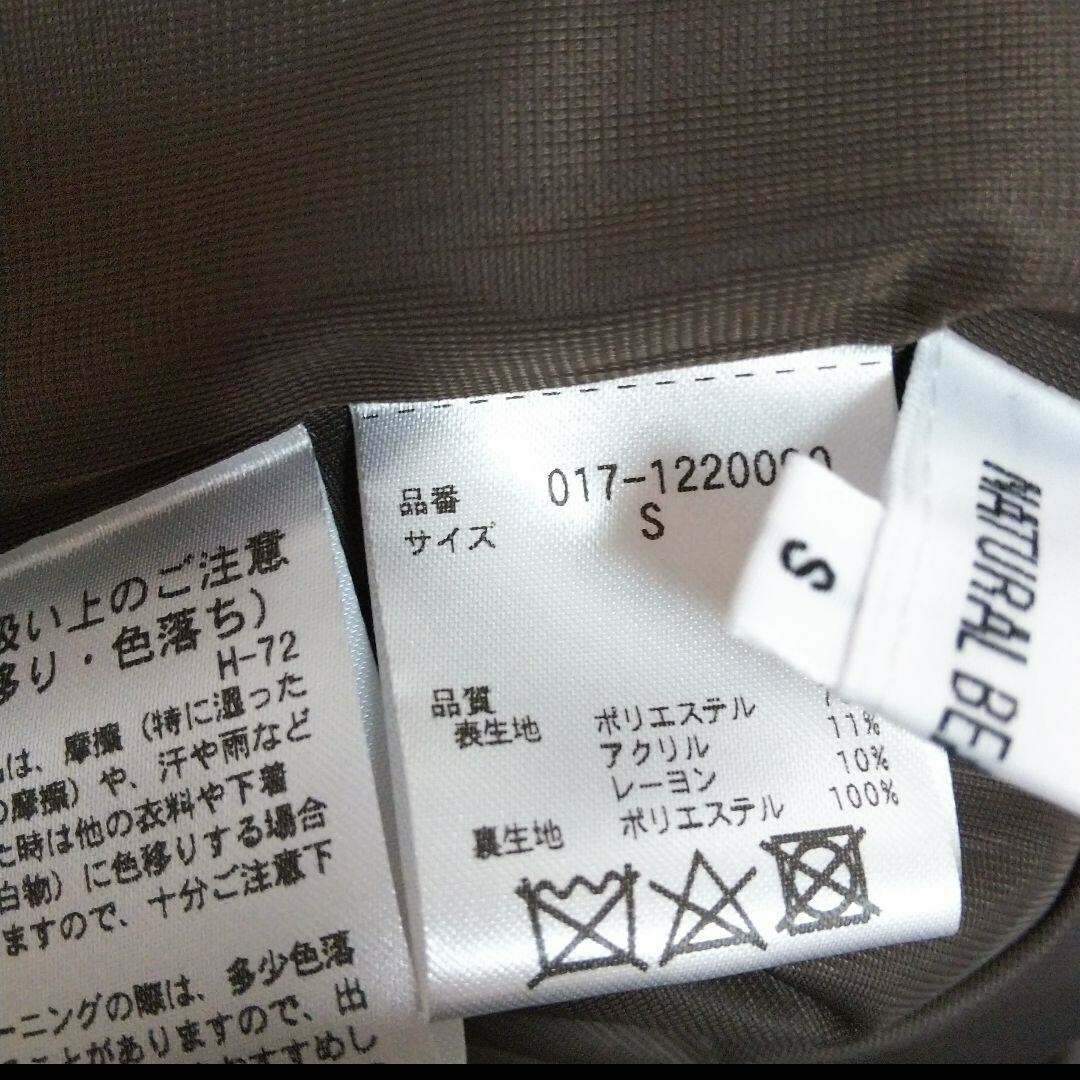 扱い上のご注意
移り・色落ち）
H-72
は、摩擦（特に湿った
の摩擦）や、汗や雨など
た時は他の衣料や下着
白物）に色移りする場合
ますので、十分ご注意下
ーニングの際は、多少色落
ことがありますので、出
品番 017-12200
サイズ S
品質
表生地 ポリエステル
アクリル 11%
レーヨン 10%
裏生地 ポリエステル 100%
S
NATURAL BE